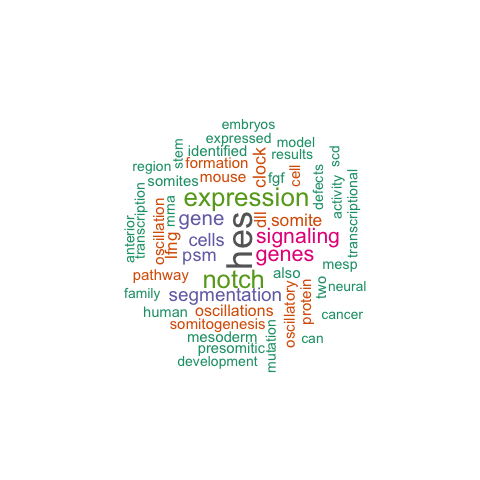 embryos
expressed
stem
identified
model
results
scd
region
formation
clock
cell
somites
mouse
fgf
defects
activity
transcriptional
transcription
anterior
oscillation
mrna
expression
gene
hes
dll
somite
lfng
cells
signaling
psm
genes
mesp
pathway
notch
also
two
neural
family
segmentation
oscillatory
protein
human
oscillations
cancer
somitogenesis
mesoderm
mutation
can
presomitic
development